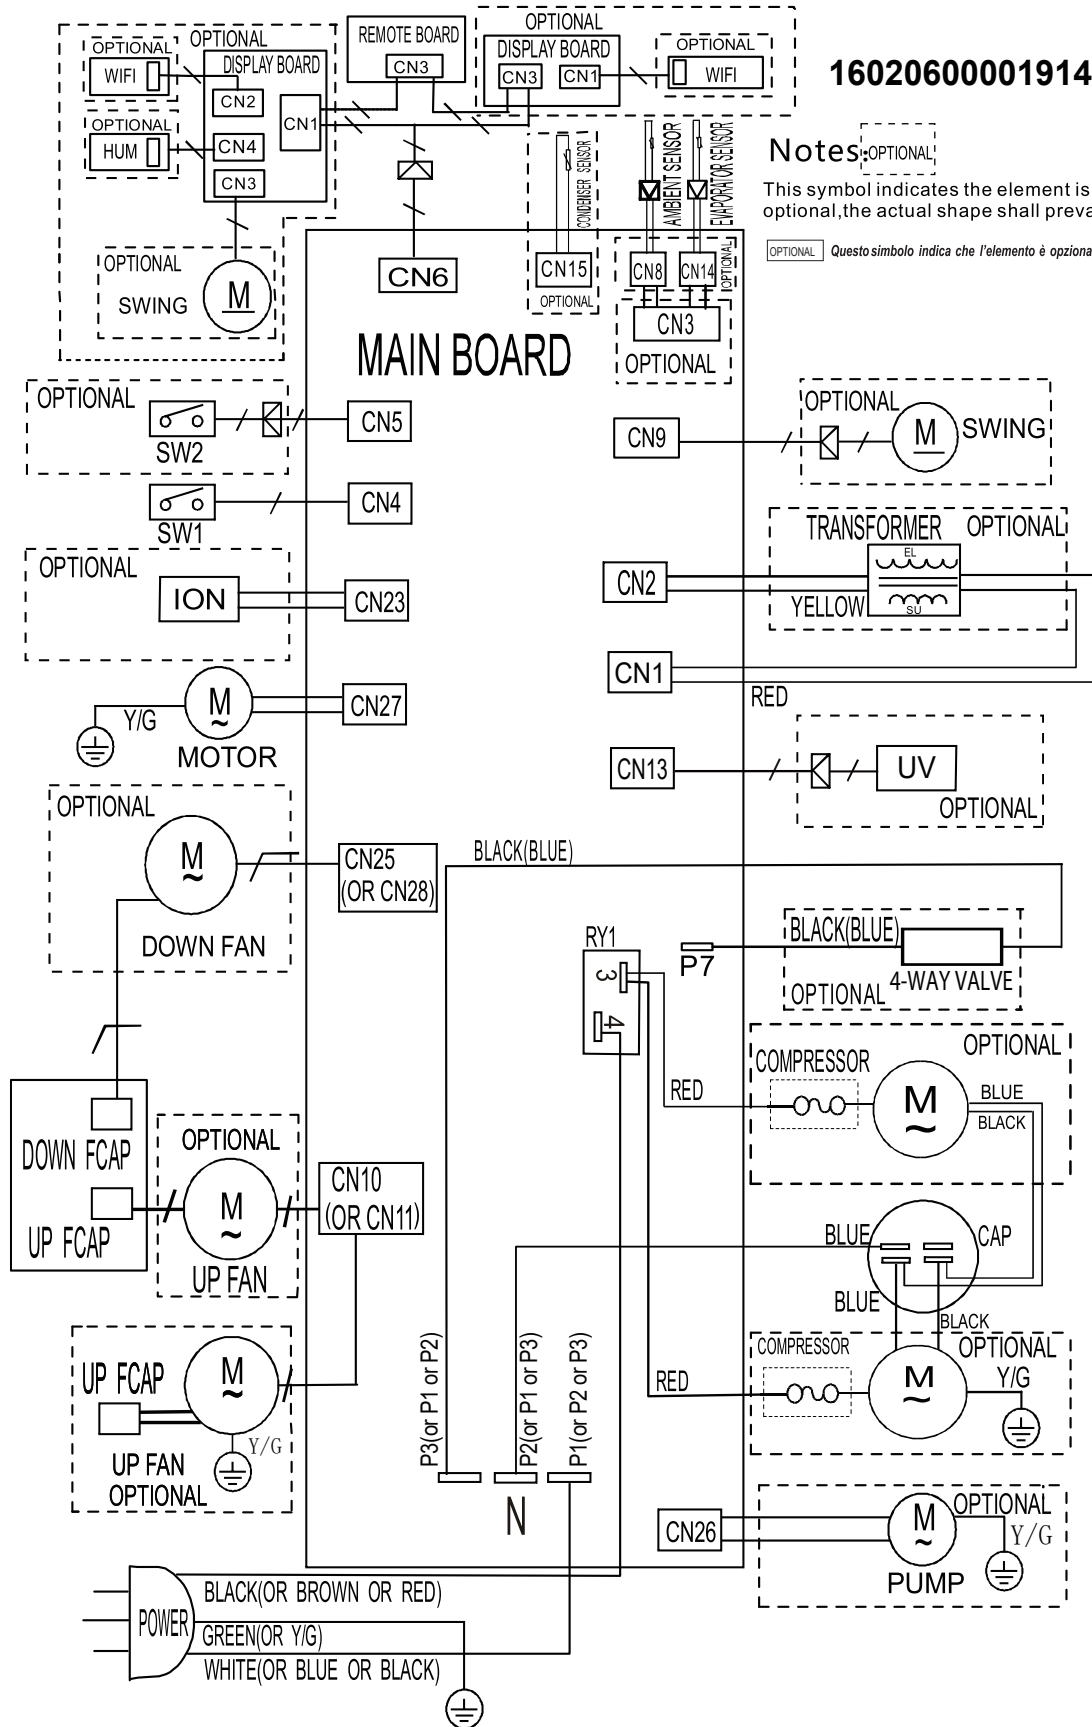 OPTIONAL
WIFI
OPTIONAL
HUM
OPTIONAL
DISPLAY BOARD
CN2
CN4
CN3
CN1
OPTIONAL
SWING
M
REMOTE BOARD
CN3
OPTIONAL
DISPLAY BOARD
CN3
CN1
OPTIONAL
WIFI
16020600001914
Notes:
OPTIONAL
This symbol indicates the element is
optional,the actual shape shall preva
OPTIONAL
Questo simbolo indica che l'elemento è opziona
CN6
CONDENSER SENSOR
CN15
OPTIONAL
AMBIENT SENSOR
EVAPORATOR SENSOR
CN8
CN14
OPTIONAL
CN3
OPTIONAL
MAIN BOARD
OPTIONAL
SW2
CN5
SW1
CN4
OPTIONAL
ION
CN23
M
~
Y/G
MOTOR
CN27
OPTIONAL
M
~
DOWN FAN
CN25
(OR CN28)
DOWN FCAP
UP FCAP
OPTIONAL
M
~
UP FAN
CN10
(OR CN11)
UP FCAP
M
~
Y/G
UP FAN
OPTIONAL
CN9
OPTIONAL
M
SWING
CN2
TRANSFORMER
OPTIONAL
EL
SU
YELLOW
CN1
RED
CN13
UV
OPTIONAL
BLACK(BLUE)
RY1
3
4
P7
BLACK(BLUE)
4-WAY VALVE
OPTIONAL
COMPRESSOR
OPTIONAL
M
~
RED
BLUE
BLACK
BLUE
CAP
BLUE
BLACK
COMPRESSOR
OPTIONAL
M
~
Y/G
RED
P3(or P1 or P2)
P2(or P1 or P3)
P1(or P2 or P3)
N
CN26
OPTIONAL
M
~
Y/G
PUMP
POWER
BLACK(OR BROWN OR RED)
GREEN(OR Y/G)
WHITE(OR BLUE OR BLACK)